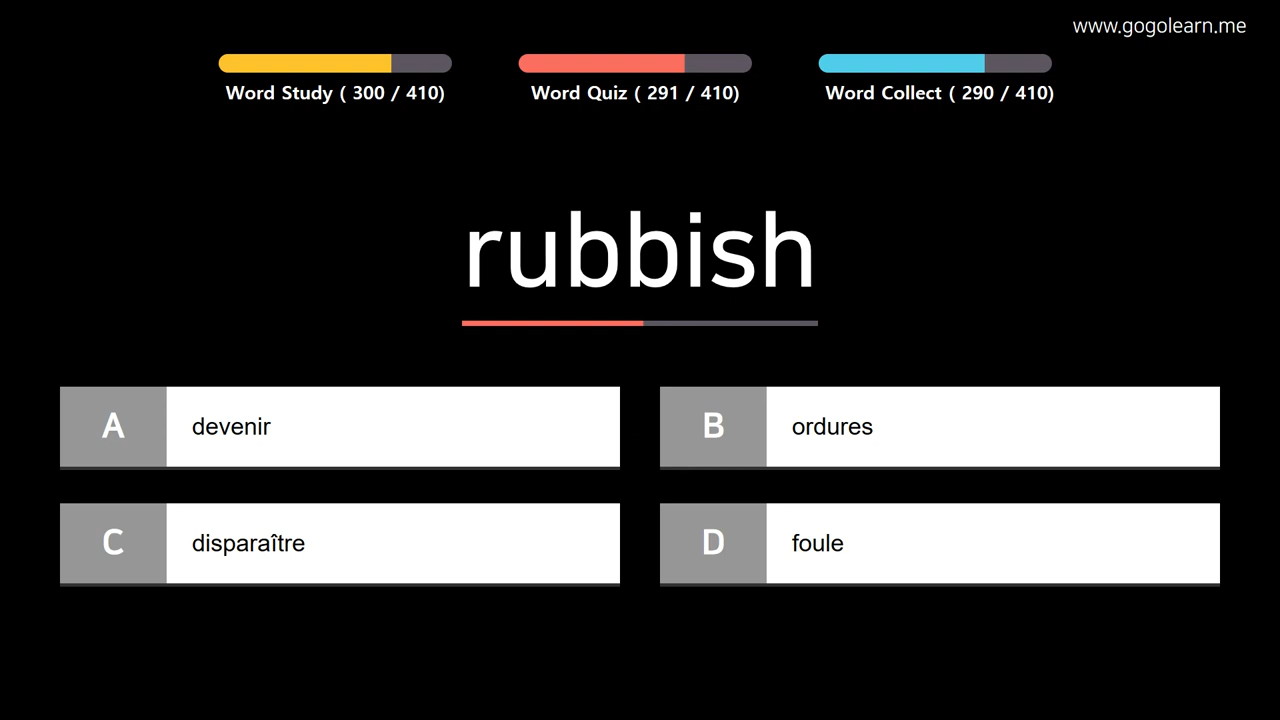 www.gogolearn.me
Word Study ( 300 / 410)
Word Quiz ( 291 / 410)
Word Collect ( 290 / 410)
rubbish
A devenir
B ordures
C disparaître
D foule